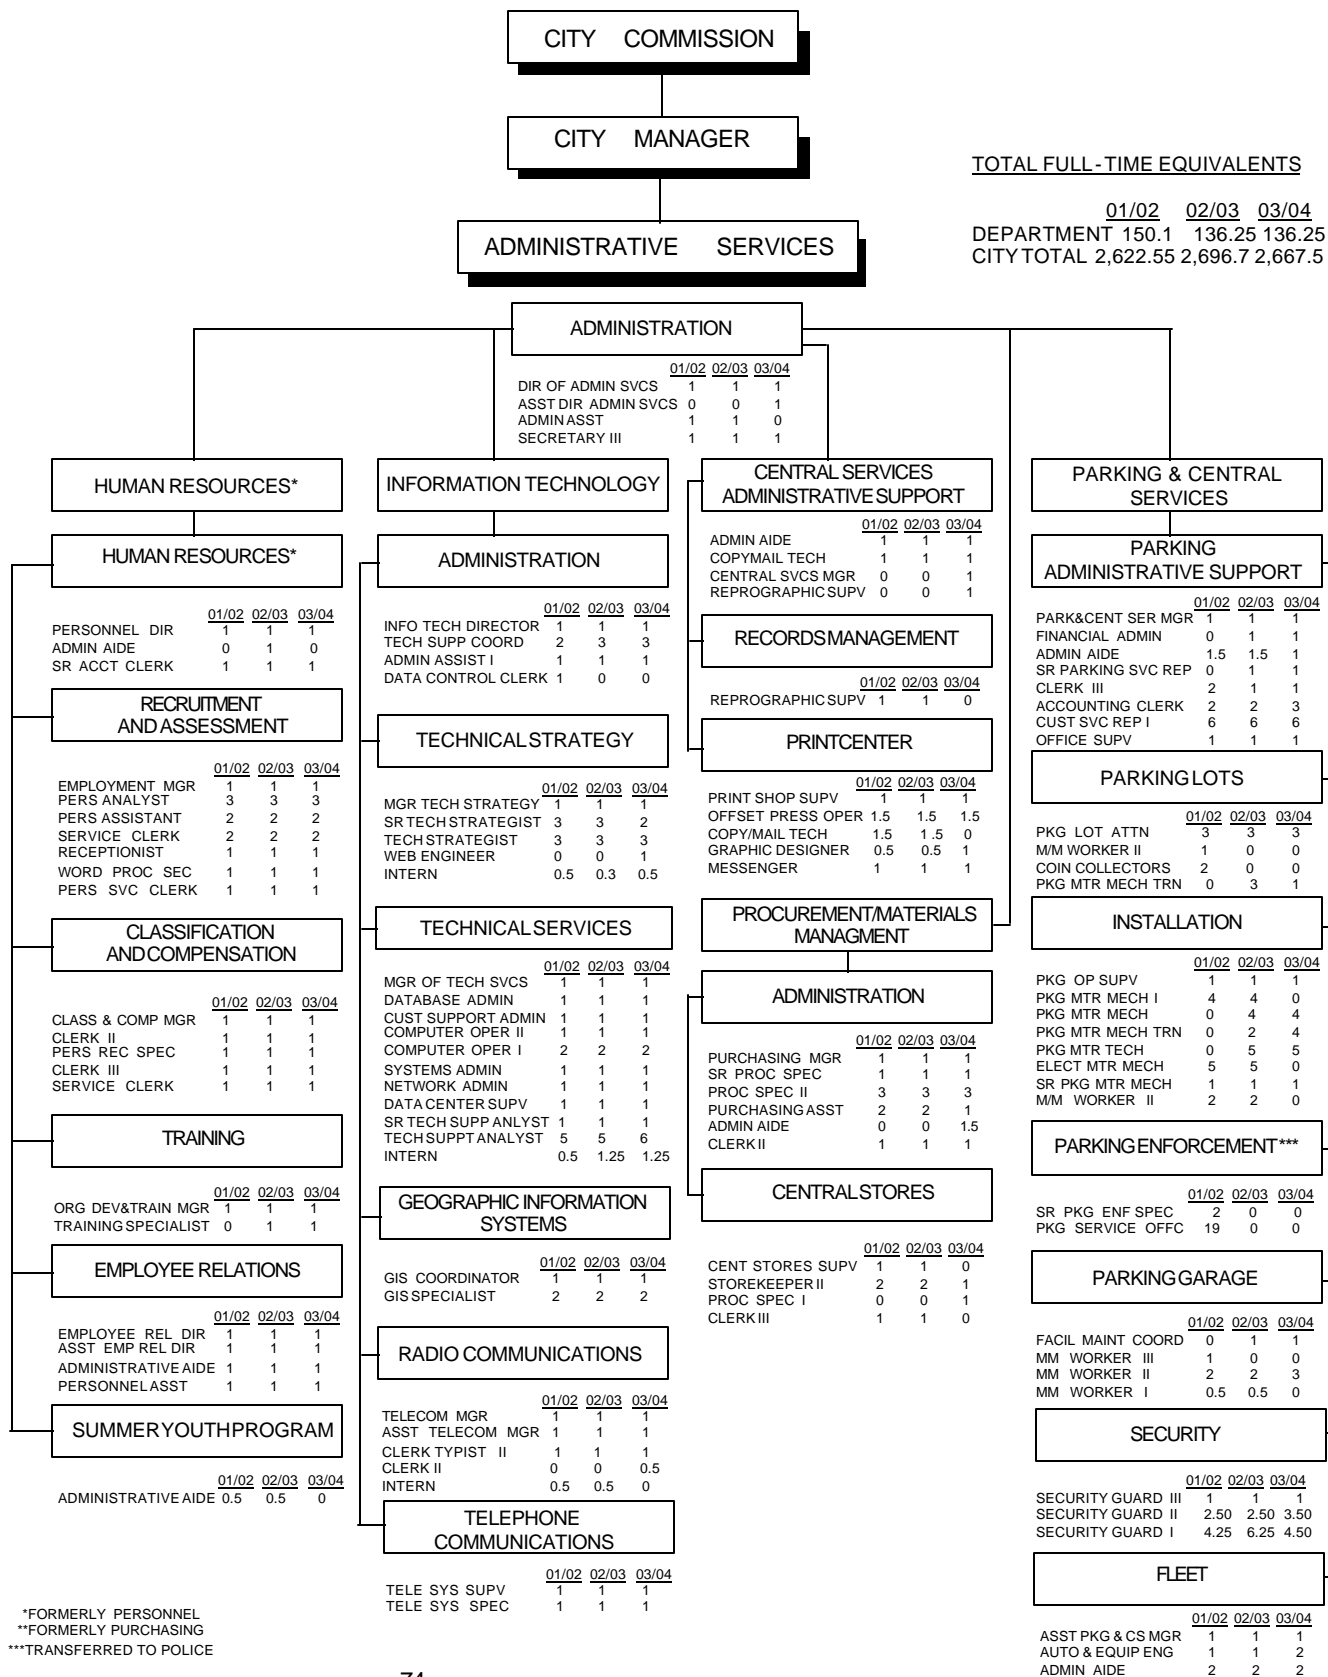 CITY COMMISSION
CITY MANAGER
ADMINISTRATIVE SERVICES
TOTAL FULL-TIME EQUIVALENTS
01/02 02/03 03/04
DEPARTMENT 150.1 136.25 136.25
CITY TOTAL 2,622.55 2,696.7 2,667.5
ADMINISTRATION
01/02 02/03 03/04
DIR OF ADMIN SVCS 1 1 1
ASST DIR ADMIN SVCS 0 0 1
ADMIN ASST 1 1 0
SECRETARY III 1 1 1
HUMAN RESOURCES*
HUMAN RESOURCES*
01/02 02/03 03/04
PERSONNEL DIR 1 1 1
ADMIN AIDE 0 1 0
SR ACCT CLERK 1 1 1
RECRUITMENT
AND ASSESSMENT
01/02 02/03 03/04
EMPLOYMENT MGR 1 1 1
PERS ANALYST 3 3 3
PERS ASSISTANT 2 2 2
SERVICE CLERK 2 2 2
RECEPTIONIST 1 1 1
WORD PROC SEC 1 1 1
PERS SVC CLERK 1 1 1
CLASSIFICATION
AND COMPENSATION
01/02 02/03 03/04
CLASS & COMP MGR 1 1 1
CLERK II 1 1 1
PERS REC SPEC 1 1 1
CLERK III 1 1 1
SERVICE CLERK 1 1 1
TRAINING
01/02 02/03 03/04
ORG DEV&TRAIN MGR 1 1 1
TRAINING SPECIALIST 0 1 1
EMPLOYEE RELATIONS
01/02 02/03 03/04
EMPLOYEE REL DIR 1 1 1
ASST EMP REL DIR 1 1 1
ADMINISTRATIVE AIDE 1 1 1
PERSONNEL ASST 1 1 1
SUMMER YOUTH PROGRAM
01/02 02/03 03/04
ADMINISTRATIVE AIDE 0.5 0.5 0
*FORMERLY PERSONNEL
**FORMERLY PURCHASING
***TRANSFERRED TO POLICE
INFORMATION TECHNOLOGY
ADMINISTRATION
01/02 02/03 03/04
INFO TECH DIRECTOR 1 1 1
TECH SUPP COORD 2 3 3
ADMIN ASSIST I 1 1 1
DATA CONTROL CLERK 1 0 0
TECHNICAL STRATEGY
01/02 02/03 03/04
MGR TECH STRATEGY 1 1 1
SR TECH STRATEGIST 3 3 2
TECH STRATEGIST 3 3 3
WEB ENGINEER 0 0 1
INTERN 0.5 0.3 0.5
TECHNICAL SERVICES
01/02 02/03 03/04
MGR OF TECH SVCS 1 1 1
DATABASE ADMIN 1 1 1
CUST SUPPORT ADMIN 1 1 1
COMPUTER OPER II 1 1 1
COMPUTER OPER I 2 2 2
SYSTEMS ADMIN 1 1 1
NETWORK ADMIN 1 1 1
DATA CENTER SUPV 1 1 1
SR TECH SUPP ANLYST 1 1 1
TECH SUPPT ANALYST 5 5 6
INTERN 0.5 1.25 1.25
GEOGRAPHIC INFORMATION
SYSTEMS
01/02 02/03 03/04
GIS COORDINATOR 1 1 1
GIS SPECIALIST 2 2 2
RADIO COMMUNICATIONS
01/02 02/03 03/04
TELECOM MGR 1 1 1
ASST TELECOM MGR 1 1 1
CLERK TYPIST II 1 1 1
CLERK II 0 0 0.5
INTERN 0.5 0.5 0
TELEPHONE
COMMUNICATIONS
01/02 02/03 03/04
TELE SYS SUPV 1 1 1
TELE SYS SPEC 1 1 1
CENTRAL SERVICES
ADMINISTRATIVE SUPPORT
01/02 02/03 03/04
ADMIN AIDE 1 1 1
COPYMAIL TECH 1 1 1
CENTRAL SVCS MGR 0 0 1
REPROGRAPHIC SUPV 0 0 1
RECORDS MANAGEMENT
01/02 02/03 03/04
REPROGRAPHIC SUPV 1 1 0
PRINT CENTER
01/02 02/03 03/04
PRINT SHOP SUPV 1 1 1
OFFSET PRESS OPER 1.5 1.5 1.5
COPY/MAIL TECH 1.5 1.5 0
GRAPHIC DESIGNER 0.5 0.5 1
MESSENGER 1 1 1
PROCUREMENT/MATERIALS
MANAGMENT
ADMINISTRATION
01/02 02/03 03/04
PURCHASING MGR 1 1 1
SR PROC SPEC 1 1 1
PROC SPEC II 3 3 3
PURCHASING ASST 2 2 1
ADMIN AIDE 0 0 1.5
CLERK II 1 1 1
CENTRAL STORES
01/02 02/03 03/04
CENT STORES SUPV 1 1 0
STOREKEEPER II 2 2 1
PROC SPEC I 0 0 1
CLERK III 1 1 0
PARKING & CENTRAL
SERVICES
PARKING
ADMINISTRATIVE SUPPORT
01/02 02/03 03/04
PARK&CENT SER MGR 1 1 1
FINANCIAL ADMIN 0 1 1
ADMIN AIDE 1.5 1.5 1
SR PARKING SVC REP 0 1 1
CLERK III 2 1 1
ACCOUNTING CLERK 2 2 3
CUST SVC REP I 6 6 6
OFFICE SUPV 1 1 1
PARKING LOTS
01/02 02/03 03/04
PKG LOT ATTN 3 3 3
M/M WORKER II 1 0 0
COIN COLLECTORS 2 0 0
PKG MTR MECH TRN 0 3 1
INSTALLATION
01/02 02/03 03/04
PKG OP SUPV 1 1 1
PKG MTR MECH I 4 4 0
PKG MTR MECH 0 4 4
PKG MTR MECH TRN 0 2 4
PKG MTR TECH 0 5 5
ELECT MTR MECH 5 5 0
SR PKG MTR MECH 1 1 1
M/M WORKER II 2 2 0
PARKING ENFORCEMENT***
01/02 02/03 03/04
SR PKG ENF SPEC 2 0 0
PKG SERVICE OFFC 19 0 0
PARKING GARAGE
01/02 02/03 03/04
FACIL MAINT COORD 0 1 1
MM WORKER III 1 0 0
MM WORKER II 2 2 3
MM WORKER I 0.5 0.5 0
SECURITY
01/02 02/03 03/04
SECURITY GUARD III 1 1 1
SECURITY GUARD II 2.50 2.50 3.50
SECURITY GUARD I 4.25 6.25 4.50
FLEET
01/02 02/03 03/04
ASST PKG & CS MGR 1 1 1
AUTO & EQUIP ENG 1 1 2
ADMIN AIDE 2 2 2